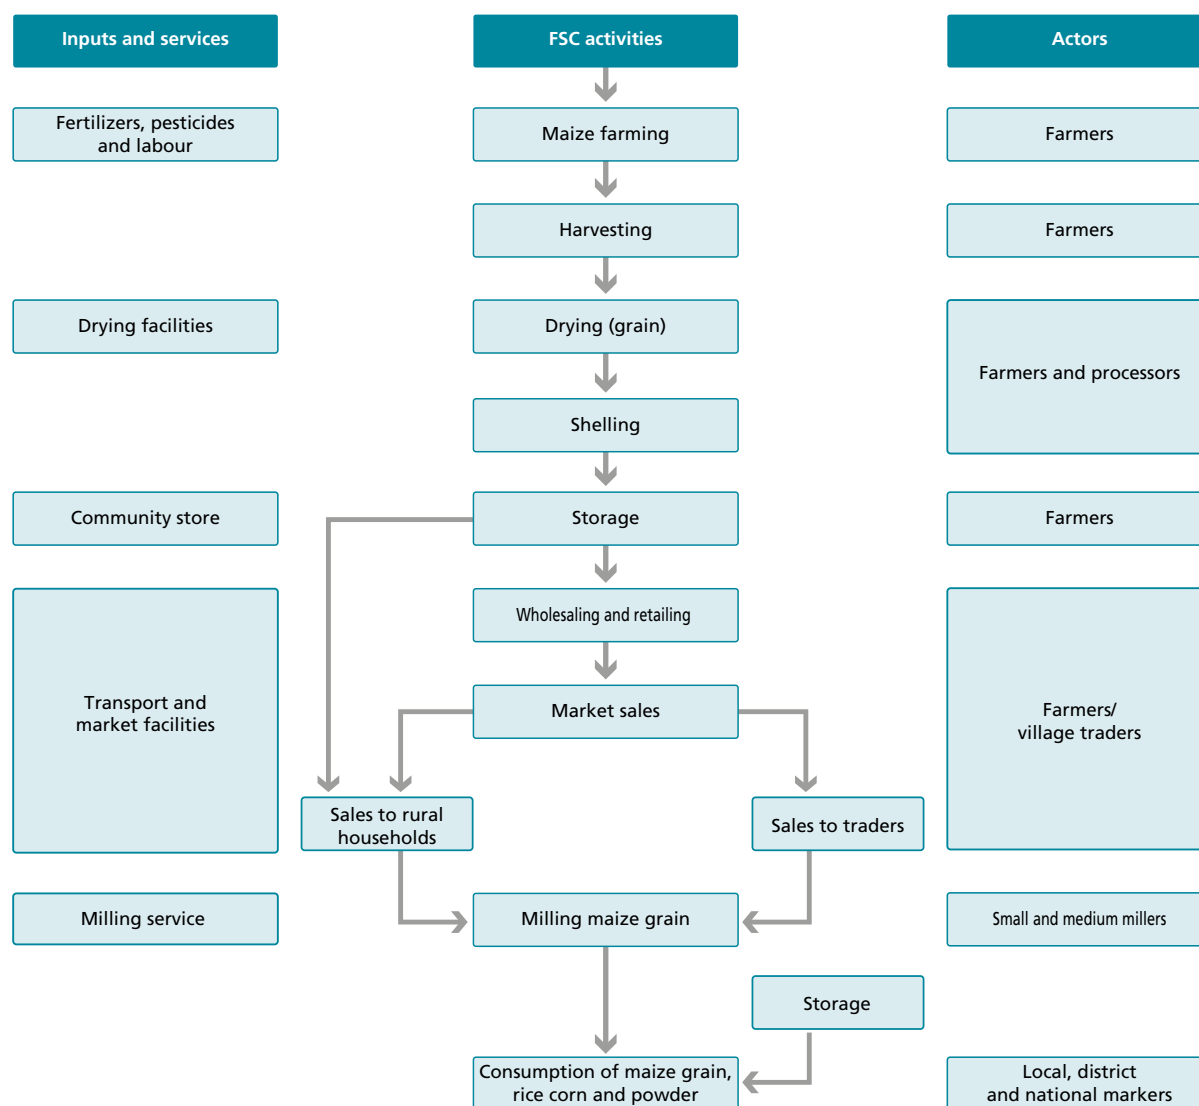 Inputs and services
FSC activities
Actors
Fertilizers, pesticides
and labour
Maize farming
Farmers
Harvesting
Farmers
Drying facilities
Drying (grain)
Farmers and processors
Shelling
Community store
Storage
Farmers
Wholesaling and retailing
Transport and
market facilities
Market sales
Farmers/
village traders
Sales to rural
households
Sales to traders
Milling service
Milling maize grain
Small and medium millers
Storage
Consumption of maize grain,
rice corn and powder
Local, district
and national markers